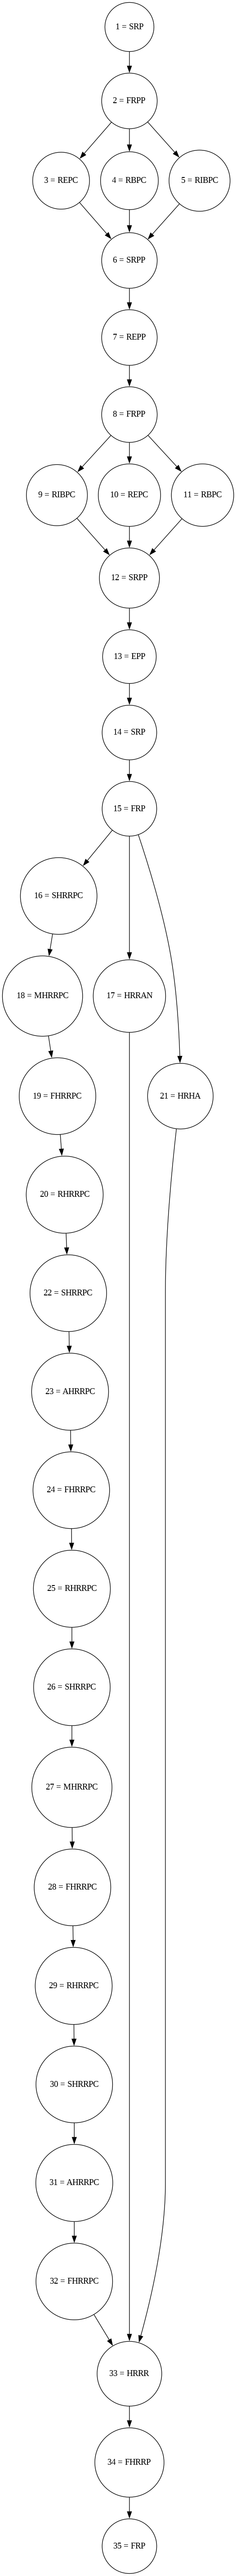 1 = SRP
2 = FRPP
3 = REPC
4 = RBPC
5 = RIBPC
6 = SRPP
7 = REPP
8 = FRPP
9 = RIBPC
10 = REPC
11 = RBPC
12 = SRPP
13 = EPP
14 = SRP
15 = FRP
16 = SHRRPC
18 = MHRRPC
17 = HRRAN
19 = FHRRPC
21 = HRHA
20 = RHRRPC
22 = SHRRPC
23 = AHRRPC
24 = FHRRPC
25 = RHRRPC
26 = SHRRPC
27 = MHRRPC
28 = FHRRPC
29 = RHRRPC
30 = SHRRPC
31 = AHRRPC
32 = FHRRPC
33 = HRRR
34 = FHRRP
35 = FRP